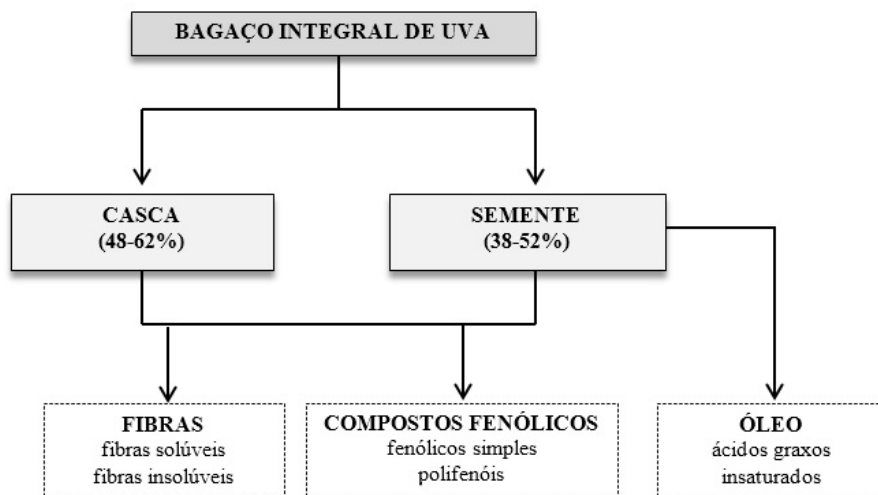 BAGAÇO INTEGRAL DE UVA
CASCA
(48-62%)
SEMENTE
(38-52%)
FIBRAS
fibras solúveis
fibras insolúveis
COMPOSTOS FENÓLICOS
fenólicos simples
polifenóis
ÓLEO
ácidos graxos
insaturados